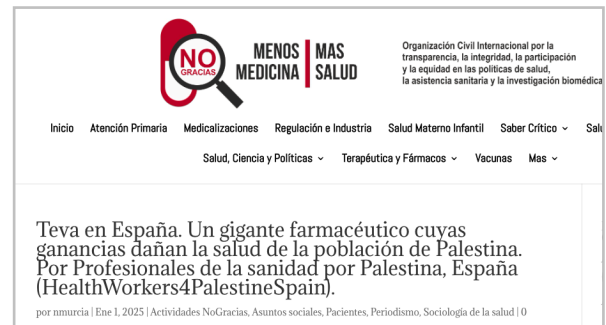 NO
GRACIAS
MENOS MAS
MEDICINA SALUD
Organización Civil Internacional por la
transparencia, la integridad, la participación
y la equidad en las políticas de salud,
la asistencia sanitaria y la investigación biomédica
Inicio Atención Primaria Medicalizaciones Regulación e Industria Salud Materno Infantil Saber Crítico
Salud, Ciencia y Políticas Terapéutica y Fármacos Vacunas Mas
Teva en España. Un gigante farmacéutico cuyas
ganancias dañan la salud de la población de Palestina.
Por Profesionales de la sanidad por Palestina, España
(HealthWorkers4PalestineSpain).
por nmurcia | Ene 1, 2025 | Actividades NoGracias, Asuntos sociales, Pacientes, Periodismo, Sociología de la salud | 0